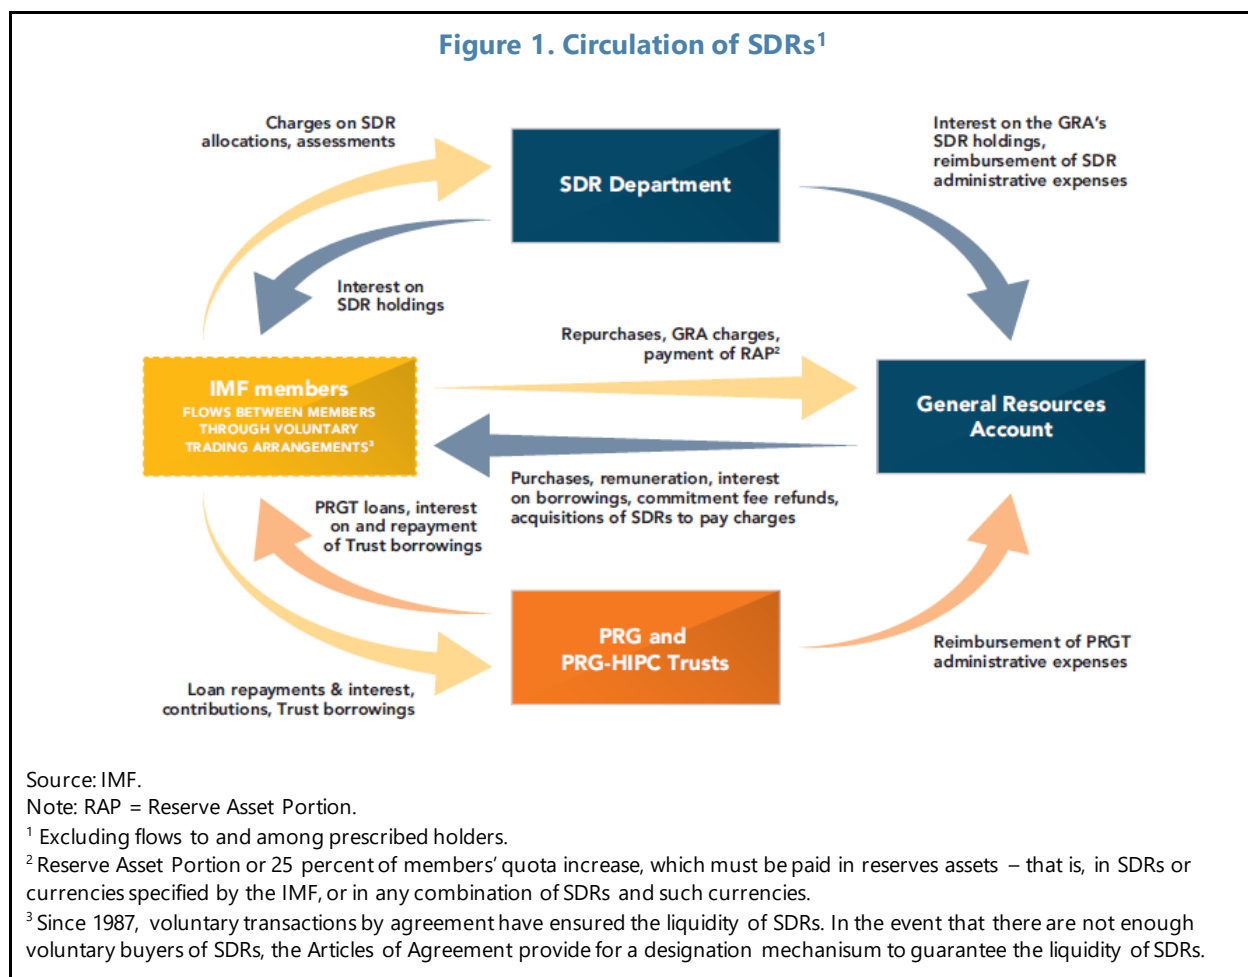 Figure 1. Circulation of SDRs¹
Charges on SDR
allocations, assessments
SDR Department
Interest on the GRA's
SDR holdings,
reimbursement of SDR
administrative expenses
Interest on
SDR holdings
Repurchases, GRA charges,
payment of RAP²
IMF members
FLOWS BETWEEN MEMBERS
THROUGH VOLUNTARY
TRADING ARRANGEMENTS³
General Resources
Account
Purchases, remuneration, interest
on borrowings, commitment fee refunds,
acquisitions of SDRs to pay charges
PRGT loans, interest
on and repayment
of Trust borrowings
PRG and
PRG-HIPC Trusts
Reimbursement of PRGT
administrative expenses
Loan repayments & interest,
contributions, Trust borrowings
Source: IMF.
Note: RAP = Reserve Asset Portion.
¹ Excluding flows to and among prescribed holders.
² Reserve Asset Portion or 25 percent of members' quota increase, which must be paid in reserves assets – that is, in SDRs or
currencies specified by the IMF, or in any combination of SDRs and such currencies.
³ Since 1987, voluntary transactions by agreement have ensured the liquidity of SDRs. In the event that there are not enough
voluntary buyers of SDRs, the Articles of Agreement provide for a designation mechanisum to guarantee the liquidity of SDRs.